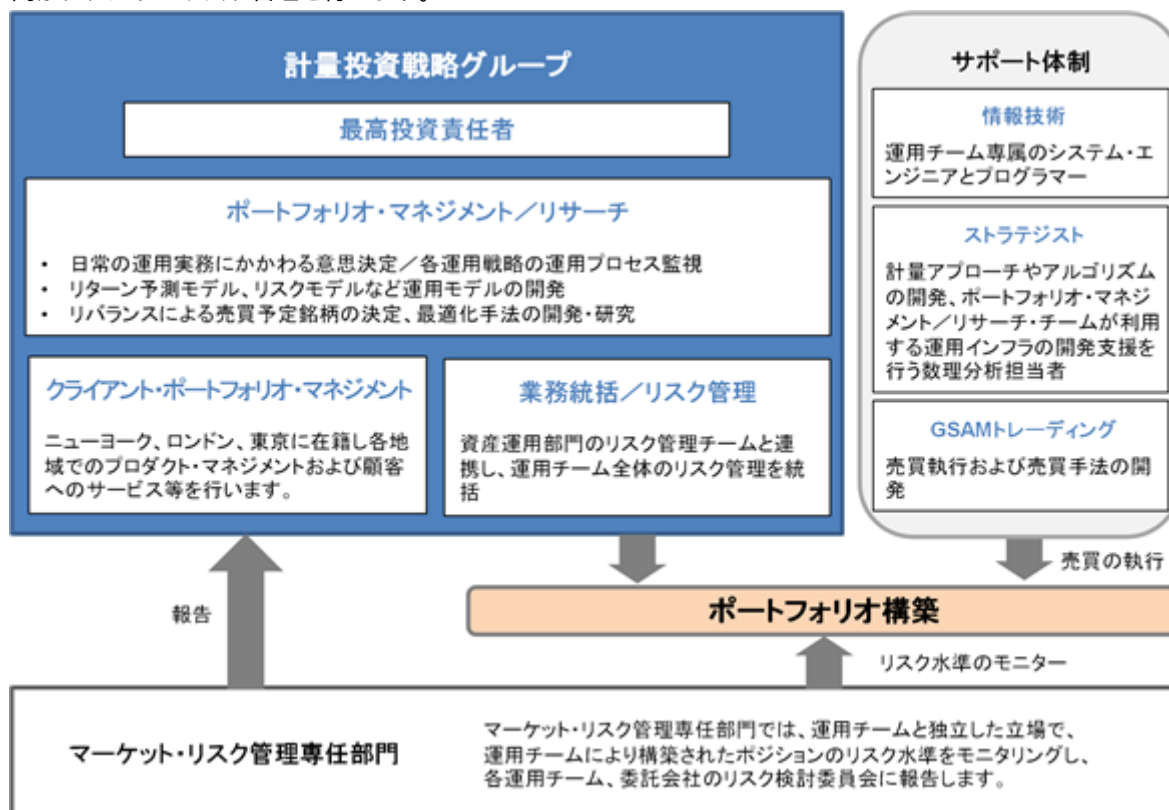 計量投資戦略グループ
最高投資責任者
ポートフォリオ・マネジメント／リサーチ
• 日常の運用実務にかかわる意思決定／各運用戦略の運用プロセス監視
• リターン予測モデル、リスクモデルなど運用モデルの開発
• リバランスによる売買予定銘柄の決定、最適化手法の開発・研究
クライアント・ポートフォリオ・マネジメント
ニューヨーク、ロンドン、東京に在籍し各地
域でのプロダクト・マネジメントおよび顧客
へのサービス等を行います。
業務統括／リスク管理
資産運用部門のリスク管理チームと連
携し、運用チーム全体のリスク管理を統
括
サポート体制
情報技術
運用チーム専属のシステム・エ
ンジニアとプログラマー
ストラテジスト
計量アプローチやアルゴリズム
の開発、ポートフォリオ・マネジ
メント／リサーチ・チームが利用
する運用インフラの開発支援を
行う数理分析担当者
GSAMトレーディング
売買執行および売買手法の開
発
売買の執行
報告
ポートフォリオ構築
リスク水準のモニター
マーケット・リスク管理専任部門
マーケット・リスク管理専任部門では、運用チームと独立した立場で、
運用チームにより構築されたポジションのリスク水準をモニタリングし、
各運用チーム、委託会社のリスク検討委員会に報告します。